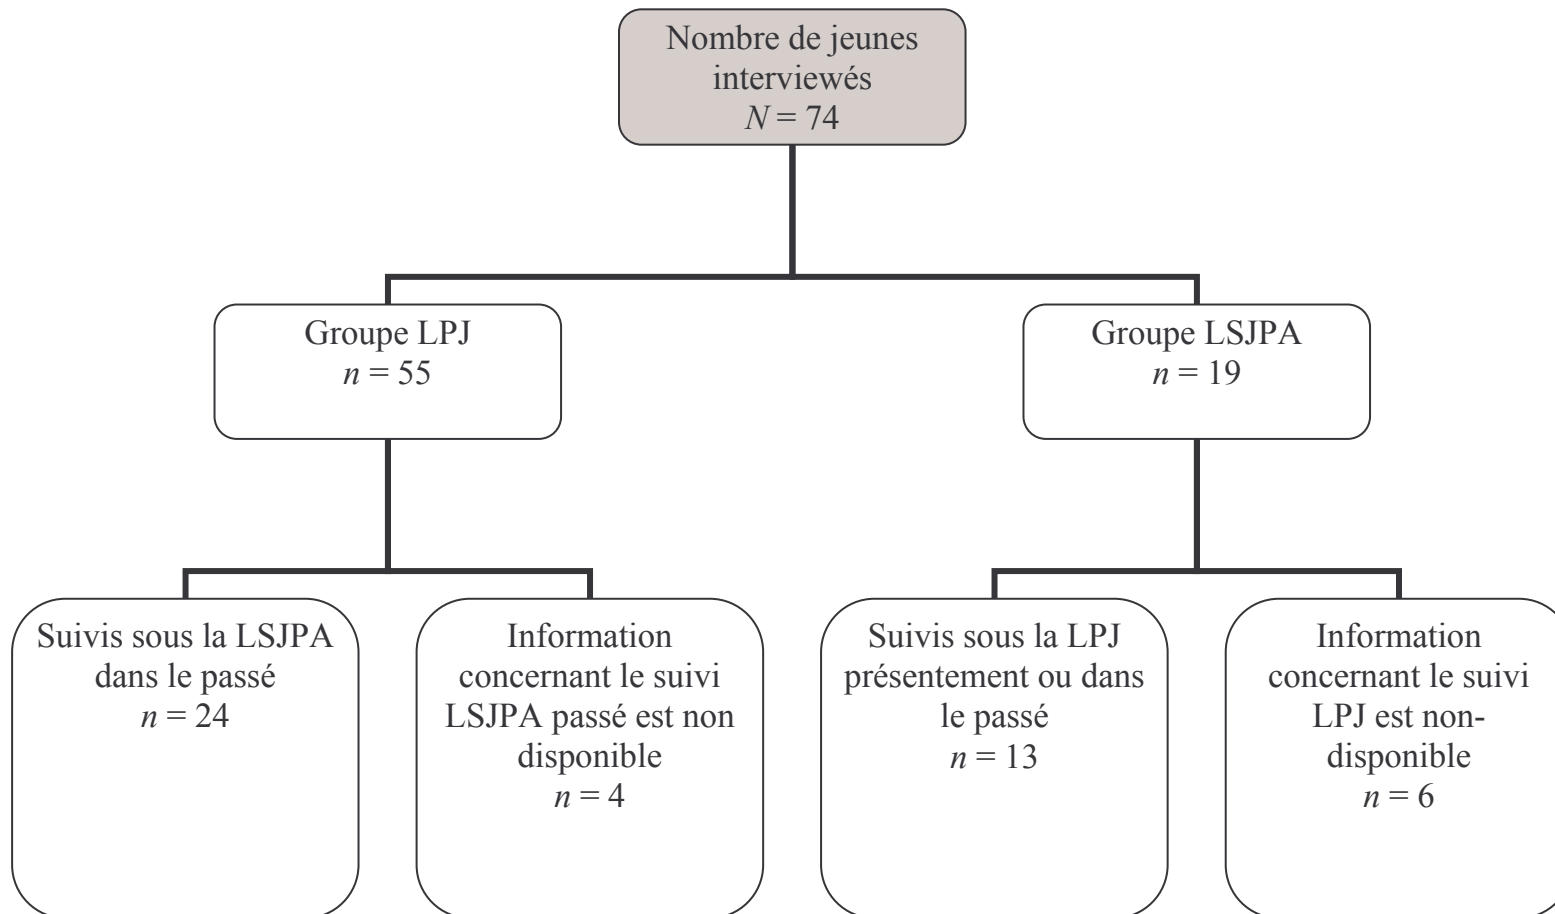 Nombre de jeunes
interviewés
N = 74
Groupe LPJ
n = 55
Groupe LSJPA
n = 19
Suivis sous la LSJPA
dans le passé
n = 24
Information
concernant le suivi
LSJPA passé est non
disponible
n = 4
Suivis sous la LPJ
présentement ou dans
le passé
n = 13
Information
concernant le suivi
LPJ est non-
disponible
n = 6